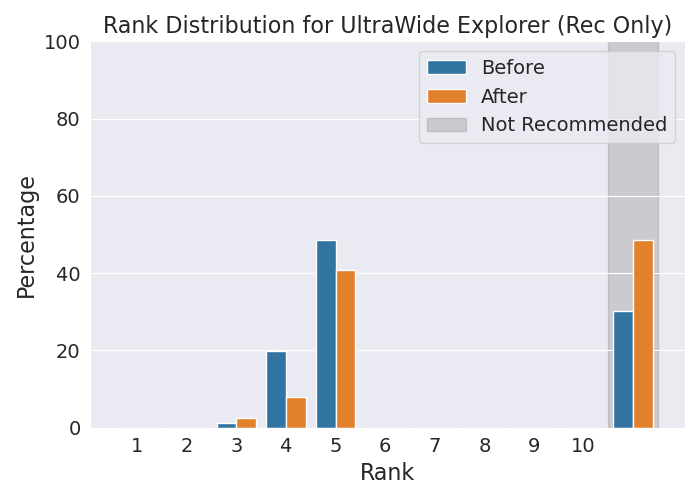 Rank Distribution for UltraWide Explorer (Rec Only)
Before
After
Not Recommended
Percentage
100
80
60
40
20
0
1 2 3 4 5 6 7 8 9 10
Rank